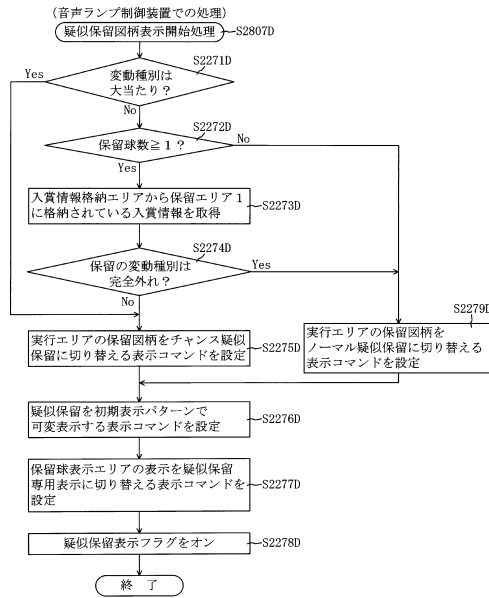 (音声ランプ制御装置での処理)
疑似保留図柄表示開始処理
S2807D
S2271D
Yes
変動種別は
大当たり？
No
S2272D
保留球数≧１？
No
Yes
入賞情報格納エリアから保留エリア１
に格納されている入賞情報を取得
S2273D
S2274D
保留の変動種別は
完全外れ？
Yes
No
S2279D
実行エリアの保留図柄をチャンス疑似
保留に切り替える表示コマンドを設定
S2275D
実行エリアの保留図柄を
ノーマル疑似保留に切り替える
表示コマンドを設定
疑似保留を初期表示パターンで
可変表示する表示コマンドを設定
S2276D
保留球表示エリアの表示を疑似保留
専用表示に切り替える表示コマンドを
設定
S2277D
疑似保留表示フラグをオン
S2278D
終 了